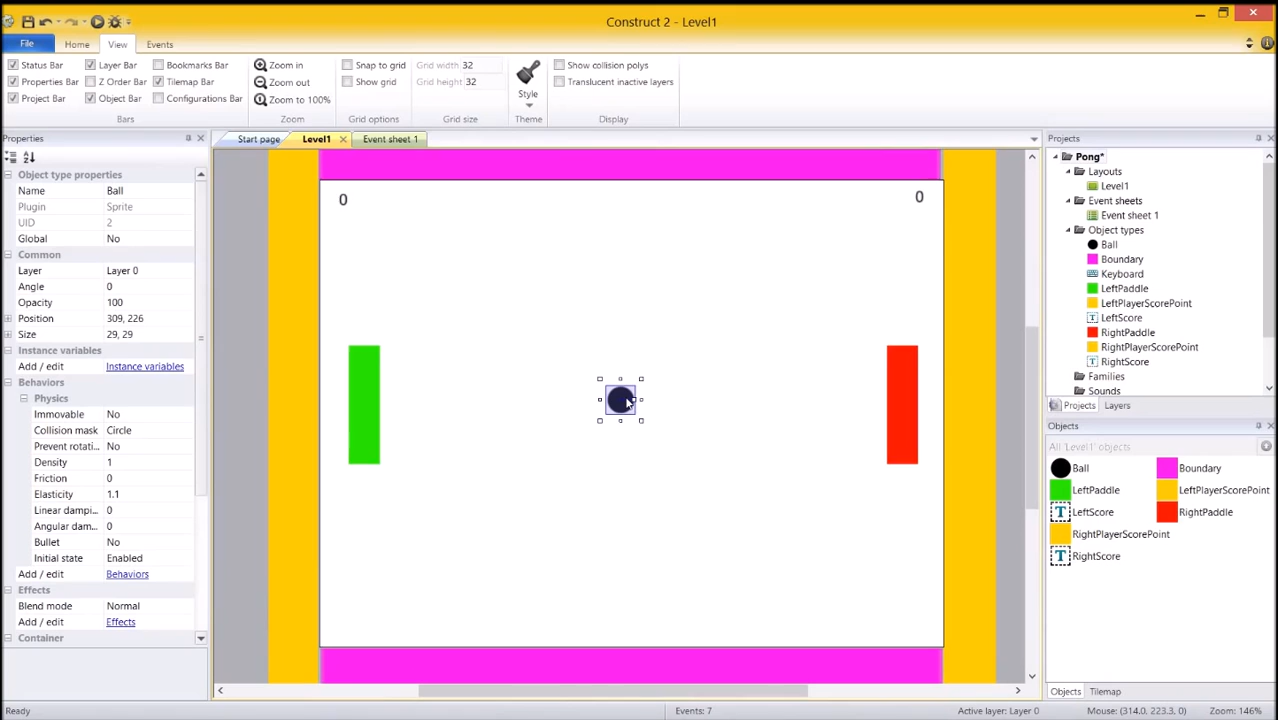 Construct 2 - Level1
File Home View Events
Status Bar Layer Bar Bookmarks Bar Zoom in Snap to grid Grid width 32 Show collision polys
Properties Bar Z Order Bar Tilemap Bar Zoom out Show grid Grid height 32 Translucent inactive layers
Project Bar Object Bar Configurations Bar Zoom to 100% Style
Bars Zoom Grid options Grid size Theme Display
Properties
Start page Level1 Event sheet 1
Object type properties
Name Ball
Plugin Sprite
UID 2
Global No
Common
Layer Layer 0
Angle 0
Opacity 100
Position 309, 226
Size 29, 29
Instance variables
Add / edit Instance variables
Behaviors
Physics
Immovable No
Collision mask Circle
Prevent rotati... No
Density 1
Friction 0
Elasticity 1.1
Linear dampi... 0
Angular dam... 0
Bullet No
Initial state Enabled
Add / edit Behaviors
Effects
Blend mode Normal
Add / edit Effects
Container
0 0
Projects
Pong*
Layouts
Level1
Event sheets
Event sheet 1
Object types
Ball
Boundary
Keyboard
LeftPaddle
LeftPlayerScorePoint
T LeftScore
RightPaddle
RightPlayerScorePoint
T RightScore
Families
Sounds
Projects Layers
Objects
All 'Level1' objects
Ball Boundary
LeftPaddle LeftPlayerScorePoint
T LeftScore RightPaddle
RightPlayerScorePoint
T RightScore
Objects Tilemap
Ready Events: 7 Active layer: Layer 0 Mouse: (314.0, 223.3, 0) Zoom: 146%